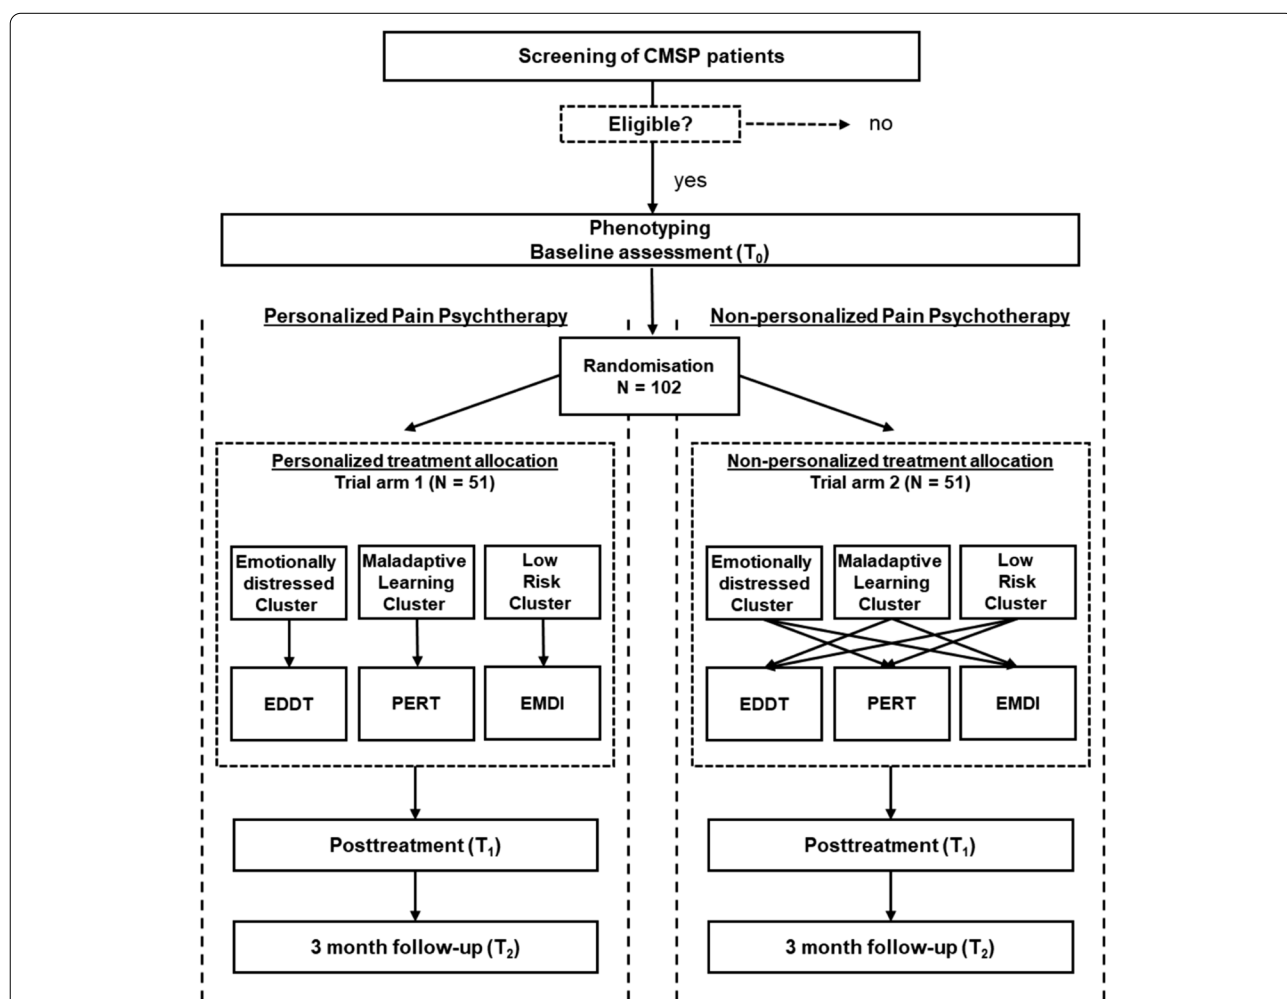 Screening of CMSP patients
Eligible?
no
yes
Phenotyping
Baseline assessment (T₀)
Personalized Pain Psychtherapy
Non-personalized Pain Psychotherapy
Randomisation
N = 102
Personalized treatment allocation
Trial arm 1 (N = 51)
Emotionally
distressed
Cluster
Maladaptive
Learning
Cluster
Low
Risk
Cluster
EDDT
PERT
EMDI
Posttreatment (T₁)
3 month follow-up (T₂)
Non-personalized treatment allocation
Trial arm 2 (N = 51)
Emotionally
distressed
Cluster
Maladaptive
Learning
Cluster
Low
Risk
Cluster
EDDT
PERT
EMDI
Posttreatment (T₁)
3 month follow-up (T₂)